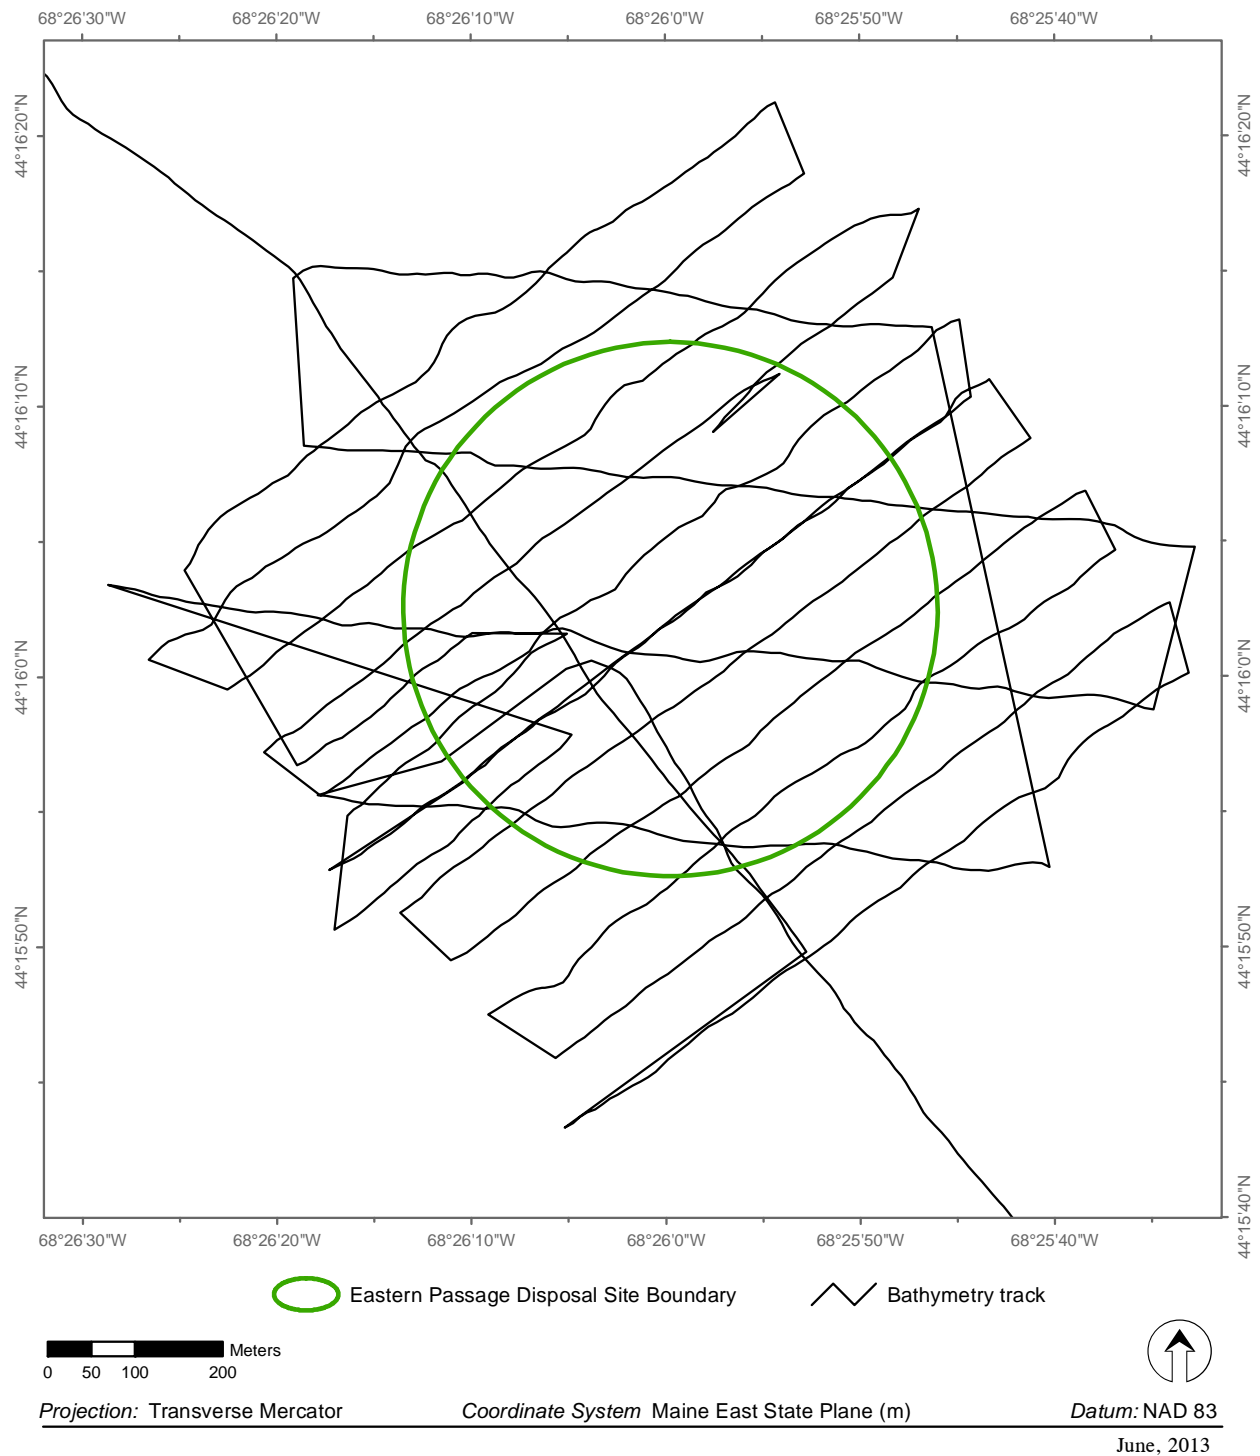 68°26'30"W 68°26'20"W 68°26'10"W 68°26'0"W 68°25'50"W 68°25'40"W
44°16'20"N 44°16'20"N
44°16'10"N 44°16'10"N
44°16'0"N 44°16'0"N
44°15'50"N 44°15'50"N
44°15'40"N
68°26'30"W 68°26'20"W 68°26'10"W 68°26'0"W 68°25'50"W 68°25'40"W
Eastern Passage Disposal Site Boundary Bathymetry track
Meters
0 50 100 200
Projection: Transverse Mercator Coordinate System Maine East State Plane (m) Datum: NAD 83
June, 2013